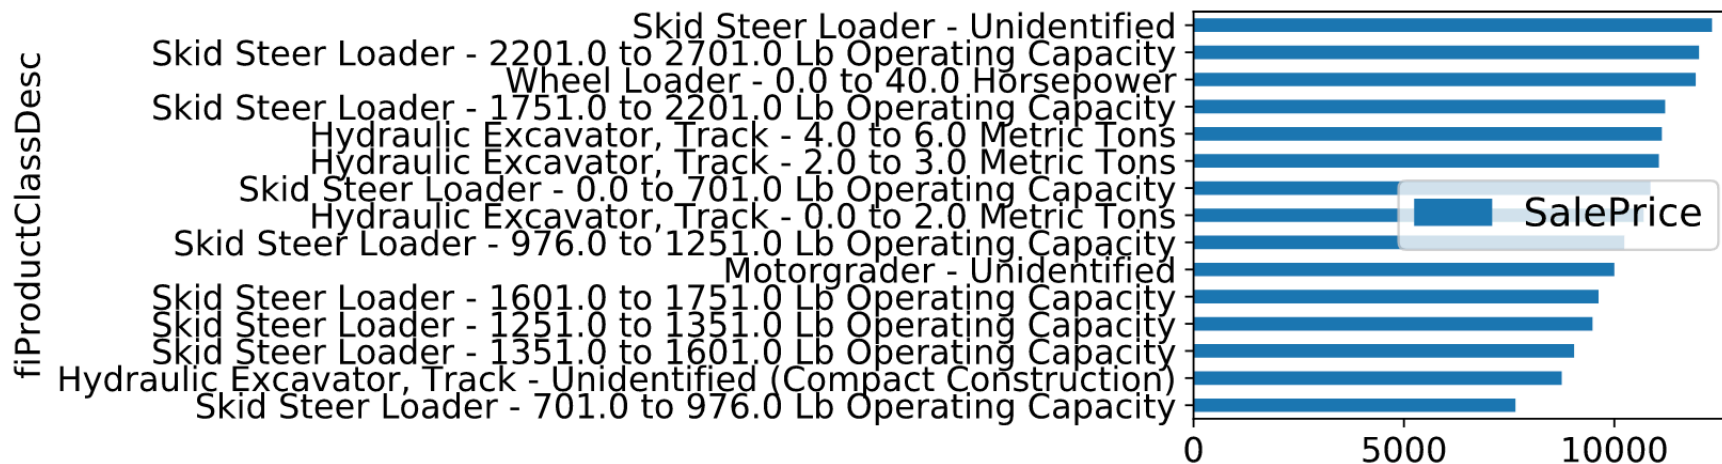 fiProductClassDesc
Skid Steer Loader - Unidentified
Skid Steer Loader - 2201.0 to 2701.0 Lb Operating Capacity
Wheel Loader - 0.0 to 40.0 Horsepower
Skid Steer Loader - 1751.0 to 2201.0 Lb Operating Capacity
Hydraulic Excavator, Track - 4.0 to 6.0 Metric Tons
Hydraulic Excavator, Track - 2.0 to 3.0 Metric Tons
Skid Steer Loader - 0.0 to 701.0 Lb Operating Capacity
Hydraulic Excavator, Track - 0.0 to 2.0 Metric Tons
Skid Steer Loader - 976.0 to 1251.0 Lb Operating Capacity
Motorgrader - Unidentified
Skid Steer Loader - 1601.0 to 1751.0 Lb Operating Capacity
Skid Steer Loader - 1251.0 to 1351.0 Lb Operating Capacity
Skid Steer Loader - 1351.0 to 1601.0 Lb Operating Capacity
Hydraulic Excavator, Track - Unidentified (Compact Construction)
Skid Steer Loader - 701.0 to 976.0 Lb Operating Capacity
SalePrice
0 5000 10000